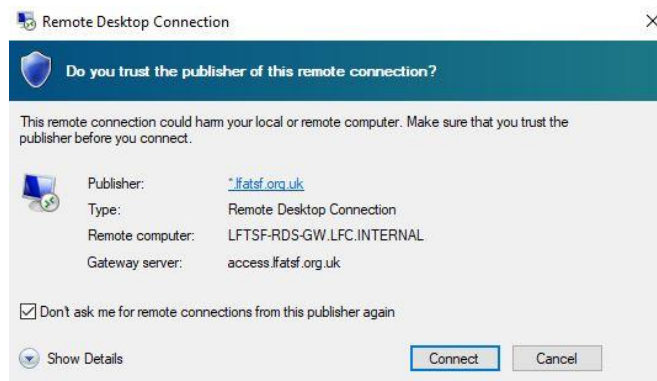 Remote Desktop Connection
Do you trust the publisher of this remote connection?
This remote connection could harm your local or remote computer. Make sure that you trust the
publisher before you connect.
Publisher: *.lfatsf.org.uk
Type: Remote Desktop Connection
Remote computer: LFTSF-RDS-GW.LFC.INTERNAL
Gateway server: access.lfatsf.org.uk
Don't ask me for remote connections from this publisher again
Show Details Connect Cancel